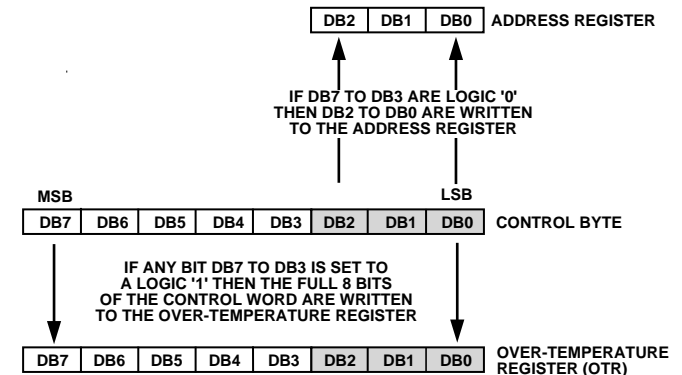 DB2 DB1 DB0 ADDRESS REGISTER
IF DB7 TO DB3 ARE LOGIC '0'
THEN DB2 TO DB0 ARE WRITTEN
TO THE ADDRESS REGISTER
MSB LSB
DB7 DB6 DB5 DB4 DB3 DB2 DB1 DB0 CONTROL BYTE
IF ANY BIT DB7 TO DB3 IS SET TO
A LOGIC '1' THEN THE FULL 8 BITS
OF THE CONTROL WORD ARE WRITTEN
TO THE OVER-TEMPERATURE REGISTER
DB7 DB6 DB5 DB4 DB3 DB2 DB1 DB0 OVER-TEMPERATURE
REGISTER (OTR)